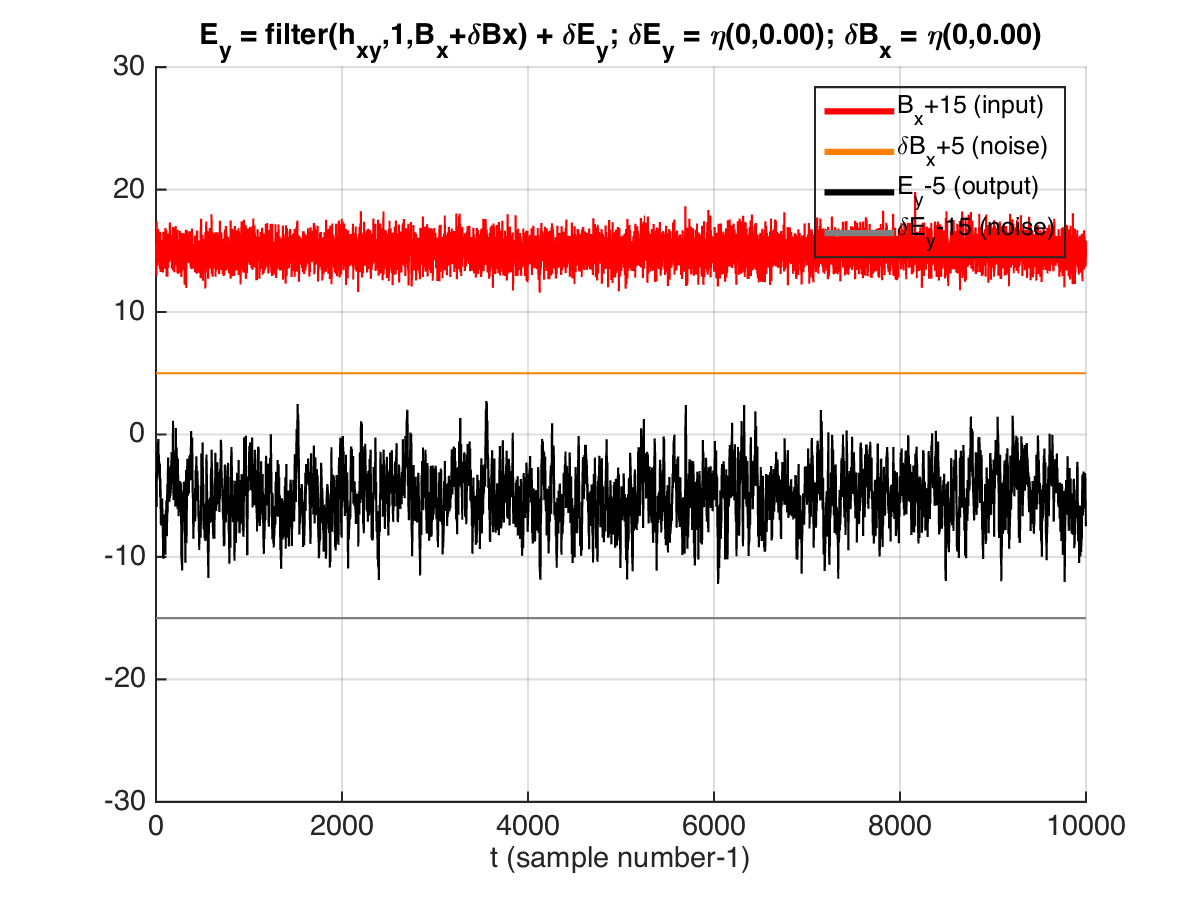 E_y = filter(h_xy,1,B_x+δBx) + δE_y; δE_y = η(0,0.00); δB_x = η(0,0.00)
30
20
10
0
-10
-20
-30
B_x+15 (input)
δB_x+5 (noise)
E_y-5 (output)
δE_y-15 (noise)
0 2000 4000 6000 8000 10000
t (sample number-1)